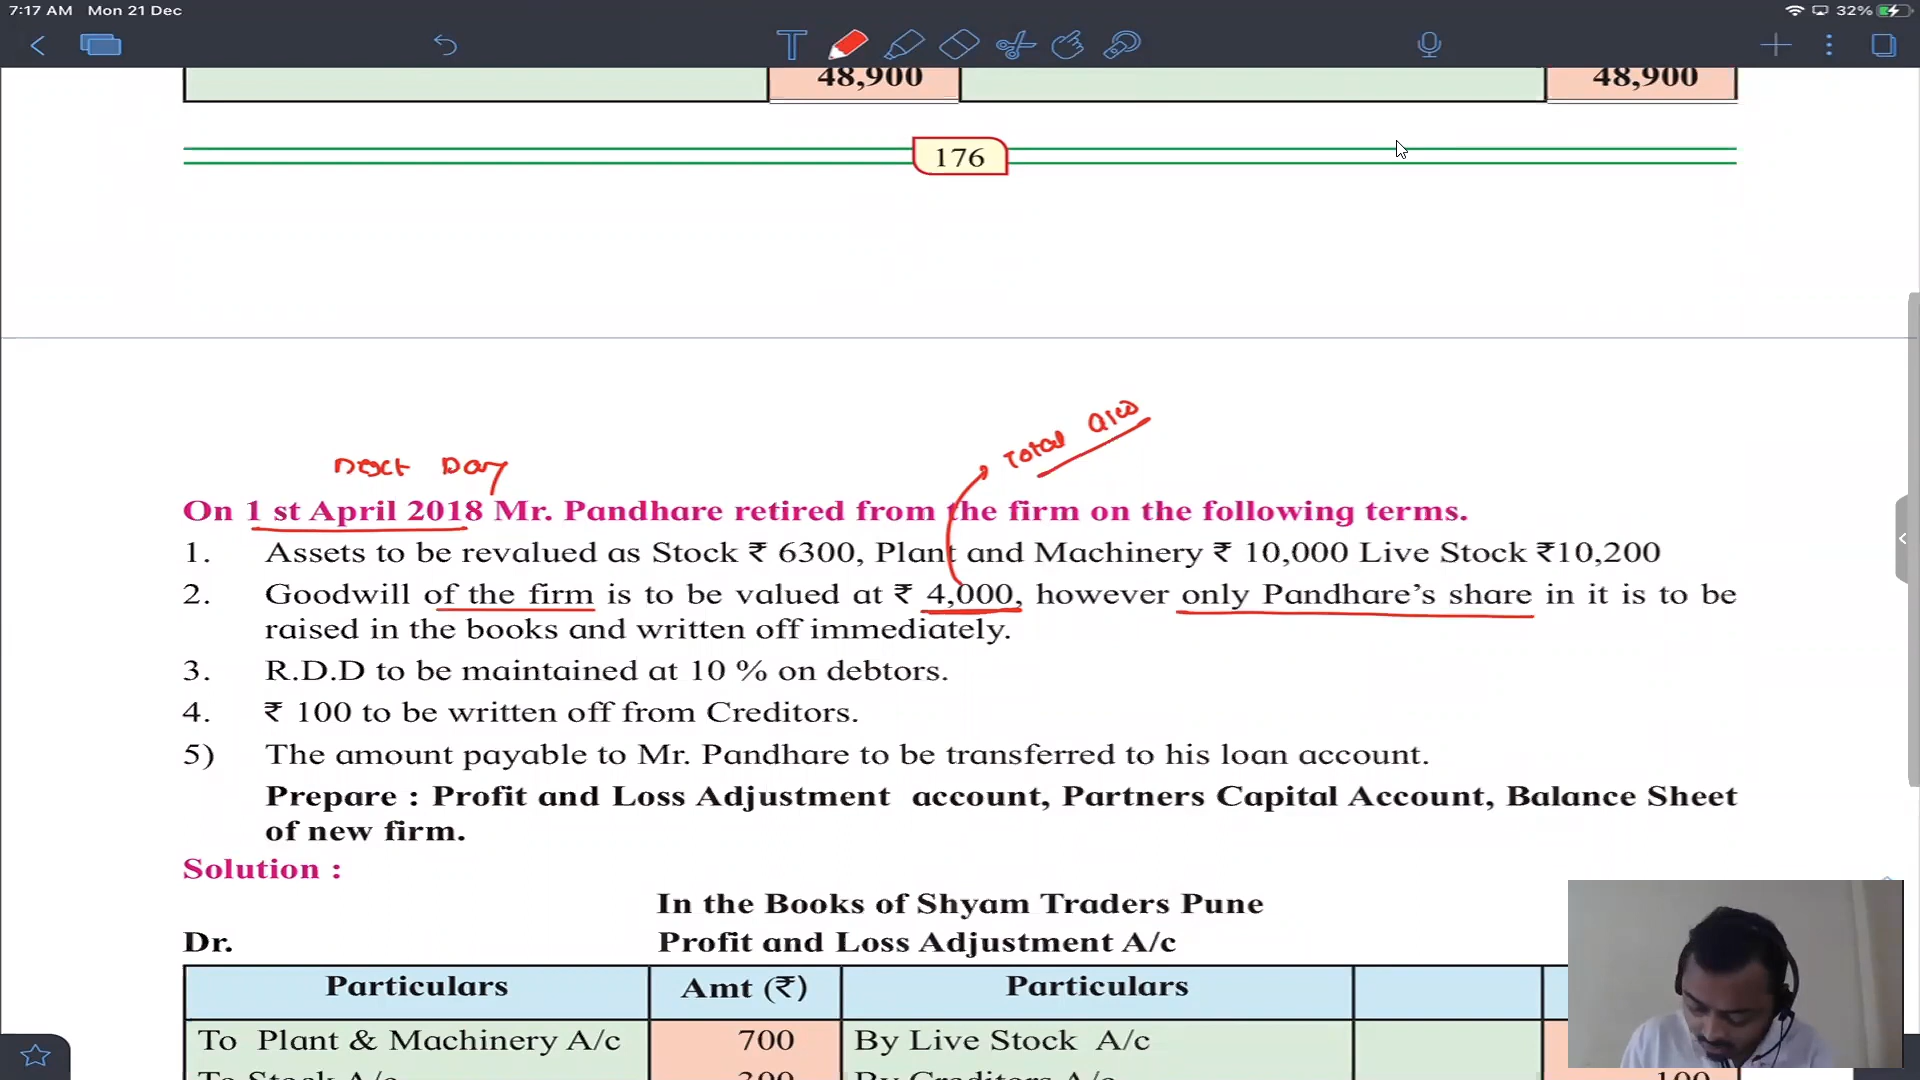 7:17 AM Mon 21 Dec 32%
48,900 48,900
176
Total
Next Day
On 1 st April 2018 Mr. Pandhare retired from the firm on the following terms.
1. Assets to be revalued as Stock ₹ 6300, Plant and Machinery ₹ 10,000 Live Stock ₹10,200
2. Goodwill of the firm is to be valued at ₹ 4,000, however only Pandhare’s share in it is to be
raised in the books and written off immediately.
3. R.D.D to be maintained at 10 % on debtors.
4. ₹ 100 to be written off from Creditors.
5) The amount payable to Mr. Pandhare to be transferred to his loan account.
Prepare : Profit and Loss Adjustment account, Partners Capital Account, Balance Sheet
of new firm.
Solution :
In the Books of Shyam Traders Pune
Dr. Profit and Loss Adjustment A/c
Particulars Amt (₹) Particulars
To Plant & Machinery A/c 700 By Live Stock A/c
To Stock A/c 300 By Creditors A/c 100